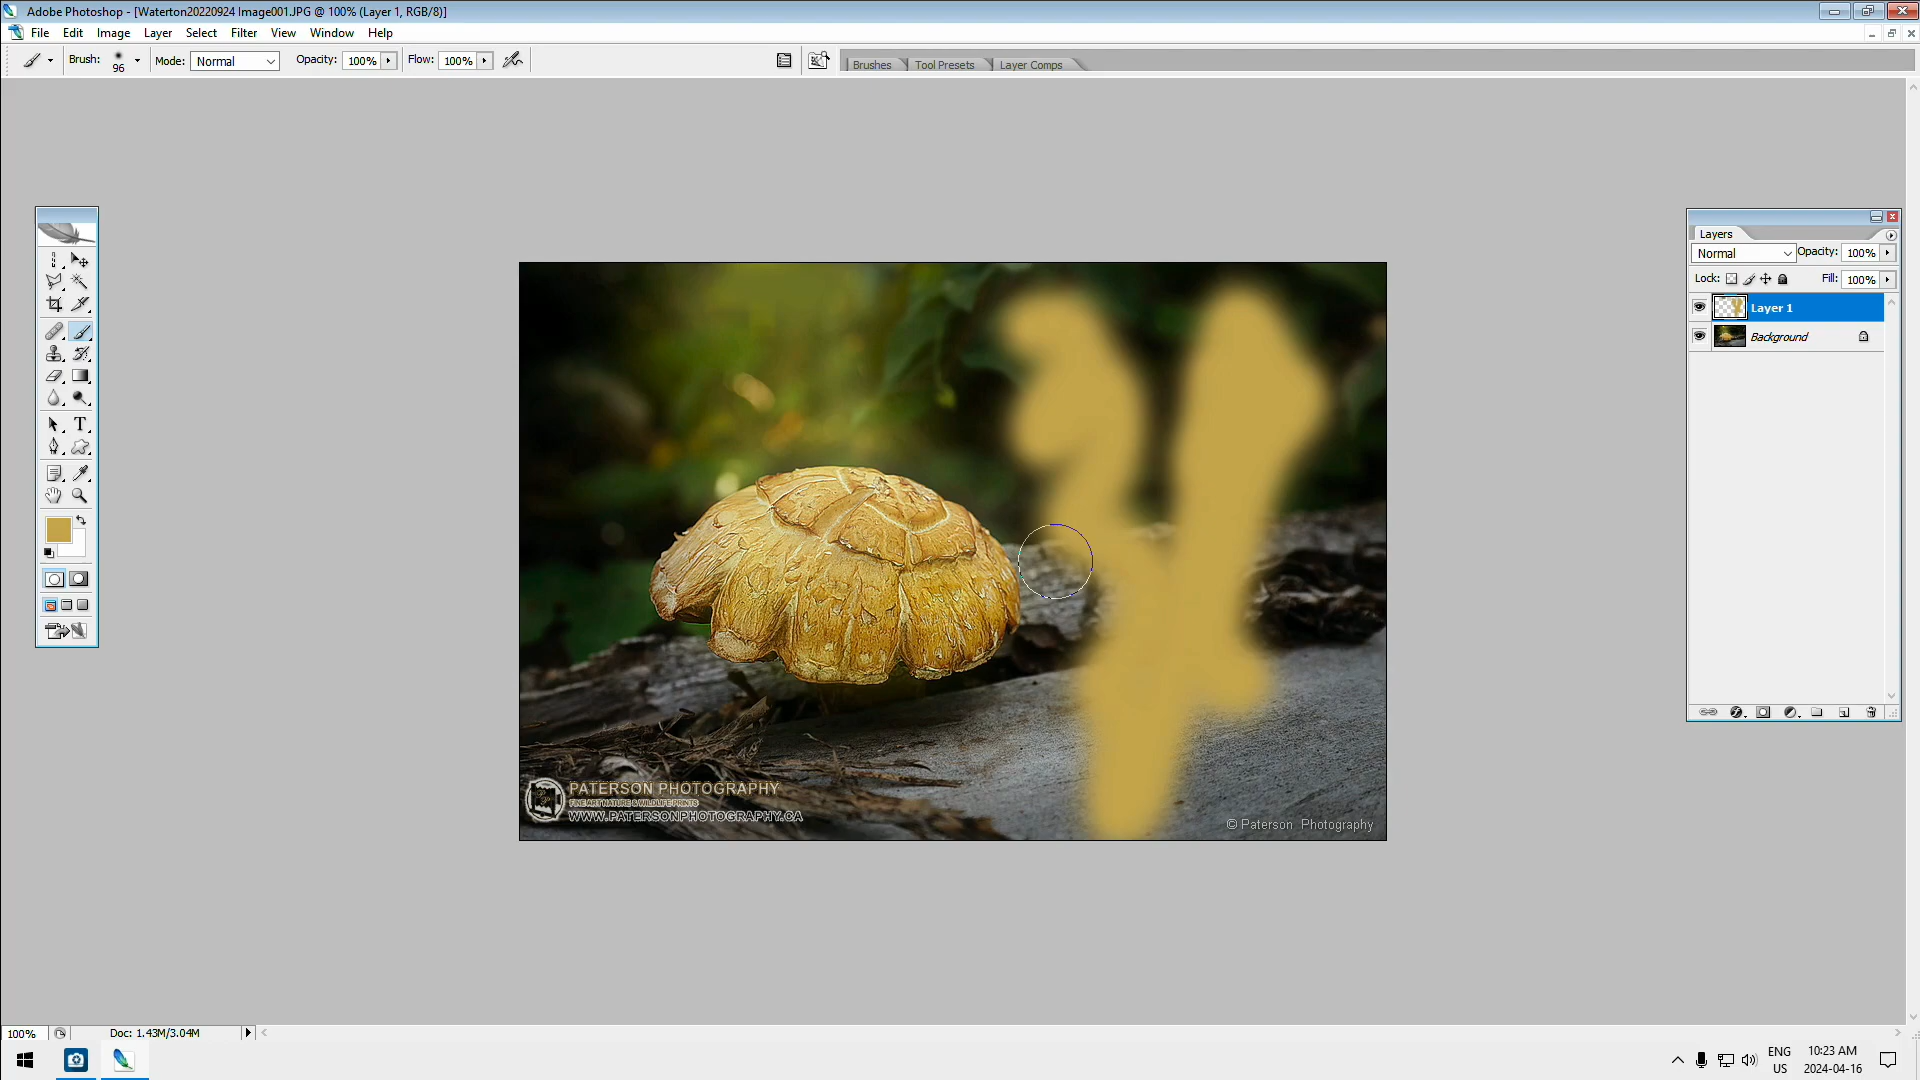 Adobe Photoshop - [Waterton20220924 Image001.JPG @ 100% (Layer 1, RGB/8)]
File Edit Image Layer Select Filter View Window Help
Brush: 96 Mode: Normal Opacity: 100% Flow: 100% Brushes Tool Presets Layer Comps
Layers
Normal Opacity: 100%
Lock: Fill: 100%
Layer 1
Background
PATERSON PHOTOGRAPHY
FINE ART NATURE & WILDLIFE PRINTS
WWW.PATERSONPHOTOGRAPHY.CA
© Paterson Photography
100% Doc: 1.43M/3.04M
ENG
US
10:23 AM
2024-04-16